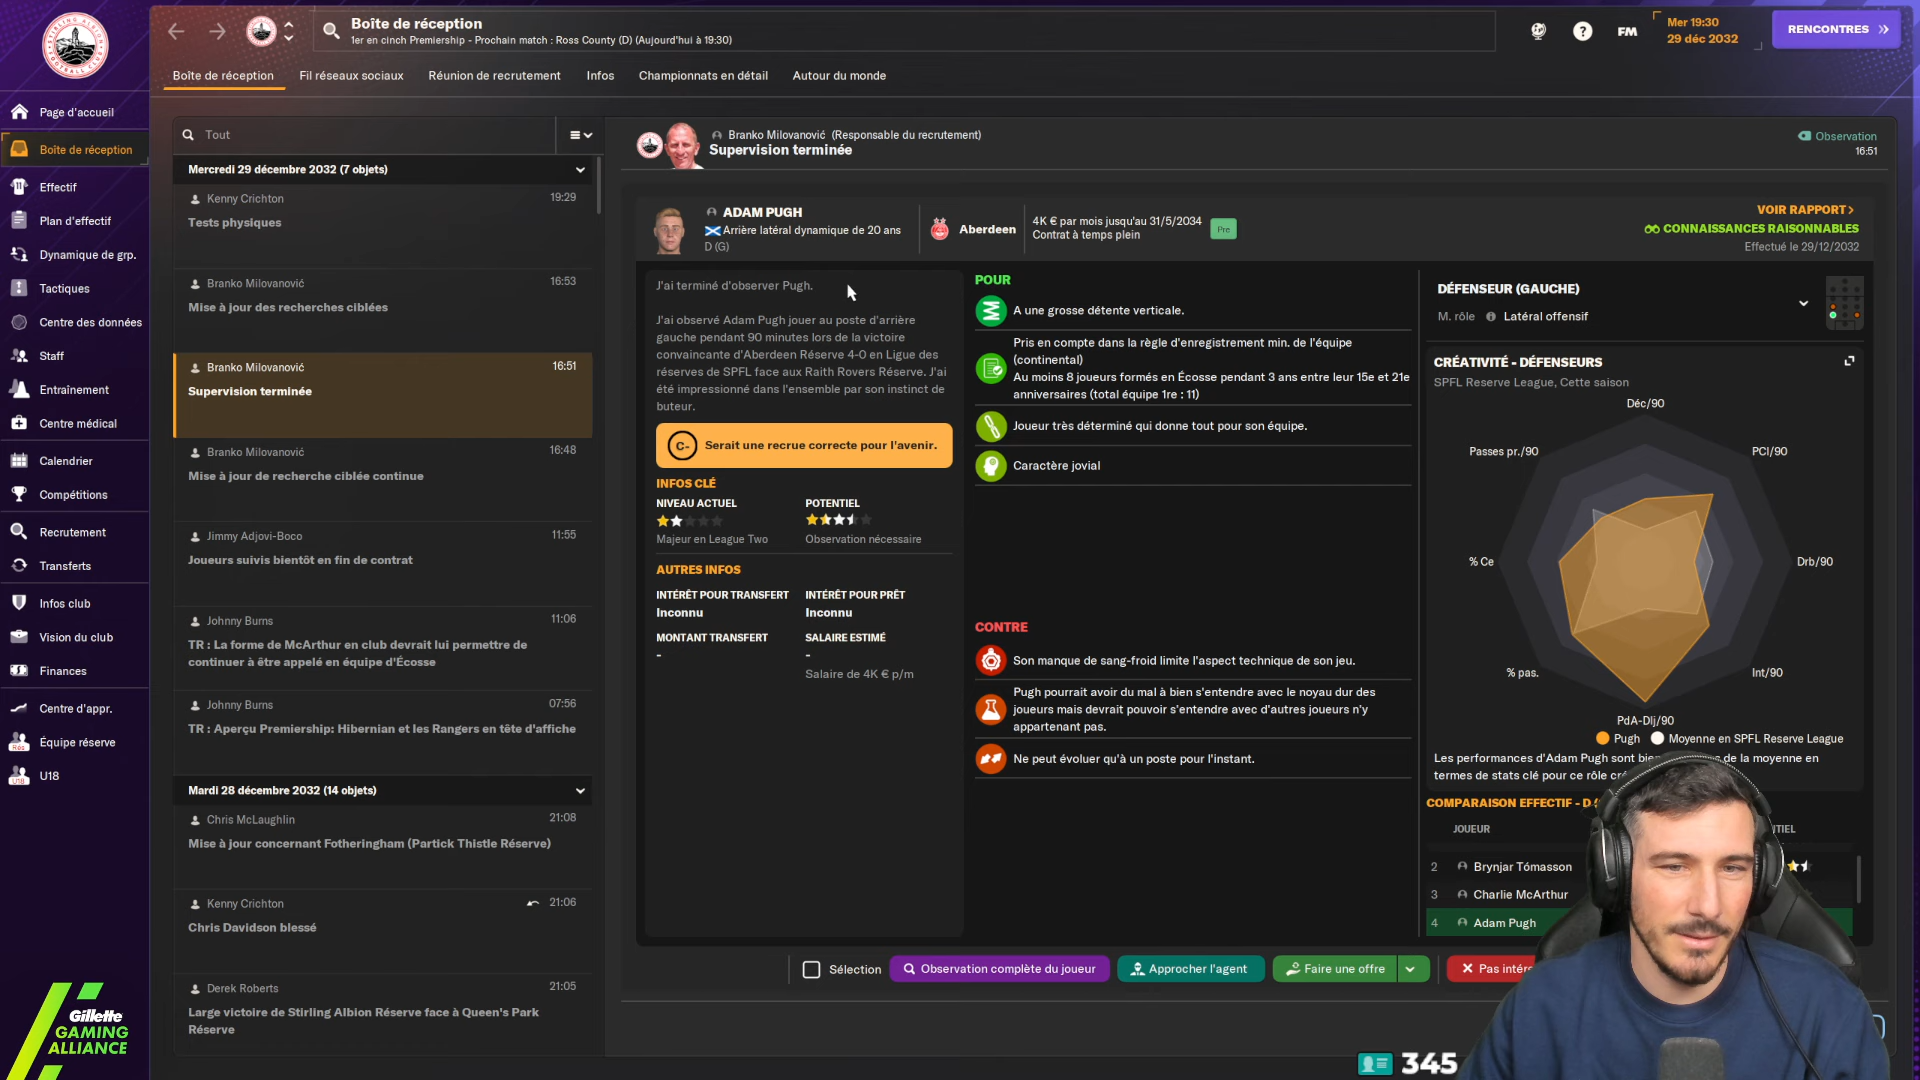 Boîte de réception
1er en cinch Premiership - Prochain match : Ross County (D) (Aujourd'hui à 19:30)
FM
Mer 19:30
29 déc 2032
RENCONTRES
Boîte de réception
Fil réseaux sociaux
Réunion de recrutement
Infos
Championnats en détail
Autour du monde
Page d'accueil
Boîte de réception
Effectif
Plan d'effectif
Dynamique de grp.
Tactiques
Centre des données
Staff
Entraînement
Centre médical
Calendrier
Compétitions
Recrutement
Transferts
Infos club
Vision du club
Finances
Centre d'appr.
Équipe réserve
U18
Gillette
GAMING
ALLIANCE
Tout
Mercredi 29 décembre 2032 (7 objets)
Kenny Crichton 19:29
Tests physiques
Branko Milovanović 16:53
Mise à jour des recherches ciblées
Branko Milovanović 16:51
Supervision terminée
Branko Milovanović 16:48
Mise à jour de recherche ciblée continue
Jimmy Adjovi-Boco 11:55
Joueurs suivis bientôt en fin de contrat
Johnny Burns 11:06
TR : La forme de McArthur en club devrait lui permettre de
continuer à être appelé en équipe d'Écosse
Johnny Burns 07:56
TR : Aperçu Premiership: Hibernian et les Rangers en tête d'affiche
Mardi 28 décembre 2032 (14 objets)
Chris McLaughlin 21:08
Mise à jour concernant Fotheringham (Partick Thistle Réserve)
Kenny Crichton 21:06
Chris Davidson blessé
Derek Roberts 21:05
Large victoire de Stirling Albion Réserve face à Queen's Park
Réserve
Branko Milovanović (Responsable du recrutement)
Supervision terminée
Observation
16:51
ADAM PUGH
Arrière latéral dynamique de 20 ans
D (G)
Aberdeen
4K € par mois jusqu'au 31/5/2034
Contrat à temps plein
Pre
VOIR RAPPORT >
CONNAISSANCES RAISONNABLES
Effectué le 29/12/2032
J'ai terminé d'observer Pugh.
J'ai observé Adam Pugh jouer au poste d'arrière
gauche pendant 90 minutes lors de la victoire
convaincante d'Aberdeen Réserve 4-0 en Ligue des
réserves de SPFL face aux Raith Rovers Réserve. J'ai
été impressionné dans l'ensemble par son instinct de
buteur.
C- Serait une recrue correcte pour l'avenir.
INFOS CLÉ
NIVEAU ACTUEL
Majeur en League Two
POTENTIEL
Observation nécessaire
AUTRES INFOS
INTÉRÊT POUR TRANSFERT
Inconnu
INTÉRÊT POUR PRÊT
Inconnu
MONTANT TRANSFERT
-
SALAIRE ESTIMÉ
-
Salaire de 4K € p/m
POUR
A une grosse détente verticale.
Pris en compte dans la règle d'enregistrement min. de l'équipe
(continental)
Au moins 8 joueurs formés en Écosse pendant 3 ans entre leur 15e et 21e
anniversaires (total équipe 1re : 11)
Joueur très déterminé qui donne tout pour son équipe.
Caractère jovial
CONTRE
Son manque de sang-froid limite l'aspect technique de son jeu.
Pugh pourrait avoir du mal à bien s'entendre avec le noyau dur des
joueurs mais devrait pouvoir s'entendre avec d'autres joueurs n'y
appartenant pas.
Ne peut évoluer qu'à un poste pour l'instant.
DÉFENSEUR (GAUCHE)
M. rôle Latéral offensif
CRÉATIVITÉ - DÉFENSEURS
SPFL Reserve League, Cette saison
Déc/90
PCl/90
Drb/90
Int/90
PdA-Dlj/90
% pas.
% Ce
Passes pr./90
Pugh
Moyenne en SPFL Reserve League
Les performances d'Adam Pugh sont de la moyenne en
termes de stats clé pour ce rôle
COMPARAISON EFFECTIF - D
JOUEUR
2 Brynjar Tómasson
3 Charlie McArthur
4 Adam Pugh
Sélection
Observation complète du joueur
Approcher l'agent
Faire une offre
Pas
345